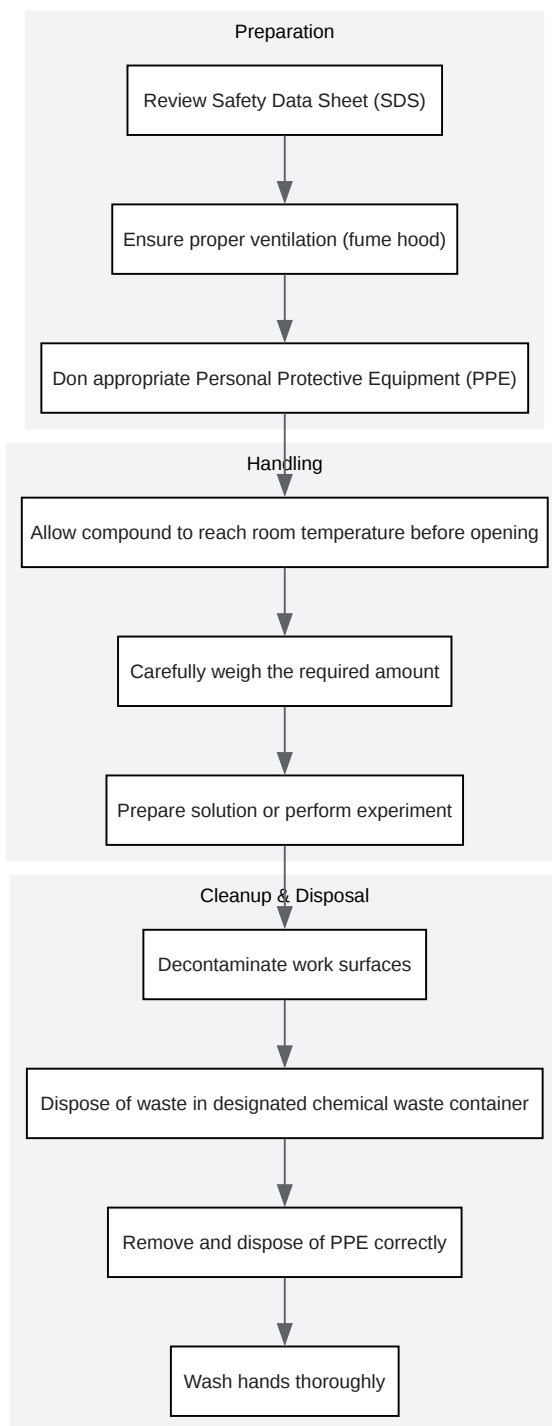 Preparation
Review Safety Data Sheet (SDS)
Ensure proper ventilation (fume hood)
Don appropriate Personal Protective Equipment (PPE)
Handling
Allow compound to reach room temperature before opening
Carefully weigh the required amount
Prepare solution or perform experiment
Cleanup & Disposal
Decontaminate work surfaces
Dispose of waste in designated chemical waste container
Remove and dispose of PPE correctly
Wash hands thoroughly